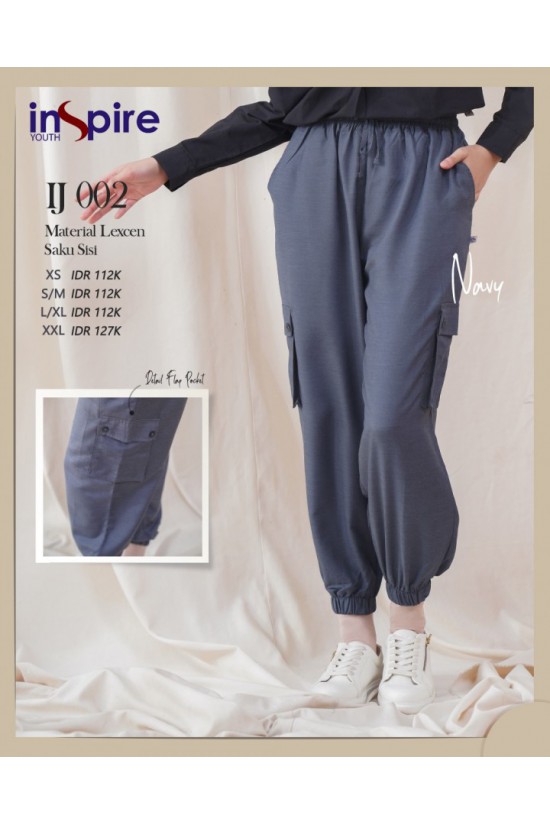 inspire
YOUTH
IJ 002
Material Lexcen
Saku Sisi
XS IDR 112K
S/M IDR 112K
L/XL IDR 112K
XXL IDR 127K
Navy
Detail Flap Pocket